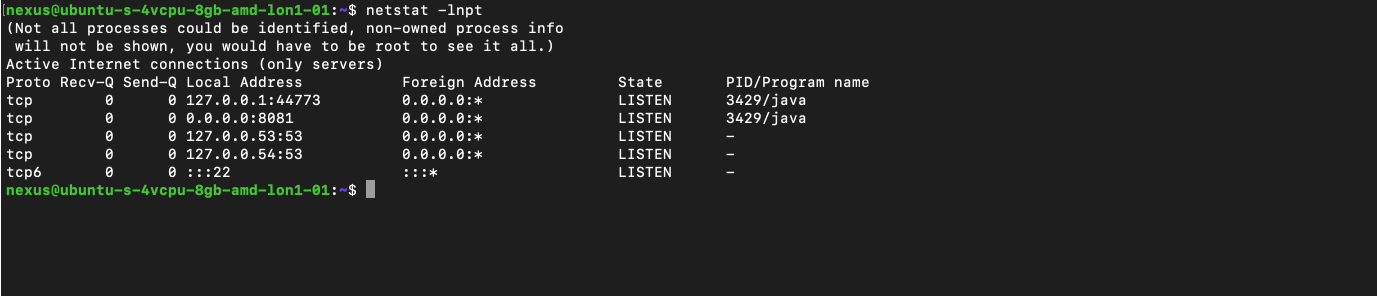 nexus@ubuntu-s-4vcpu-8gb-amd-lon1-01:~$ netstat -lnpt
(Not all processes could be identified, non-owned process info
 will not be shown, you would have to be root to see it all.)
Active Internet connections (only servers)
Proto Recv-Q Send-Q Local Address           Foreign Address         State       PID/Program name
tcp        0      0 127.0.0.1:44773         0.0.0.0:*               LISTEN      3429/java
tcp        0      0 0.0.0.0:8081            0.0.0.0:*               LISTEN      3429/java
tcp        0      0 127.0.0.53:53           0.0.0.0:*               LISTEN      -
tcp        0      0 127.0.0.54:53           0.0.0.0:*               LISTEN      -
tcp6       0      0 :::22                   :::*                    LISTEN      -
nexus@ubuntu-s-4vcpu-8gb-amd-lon1-01:~$